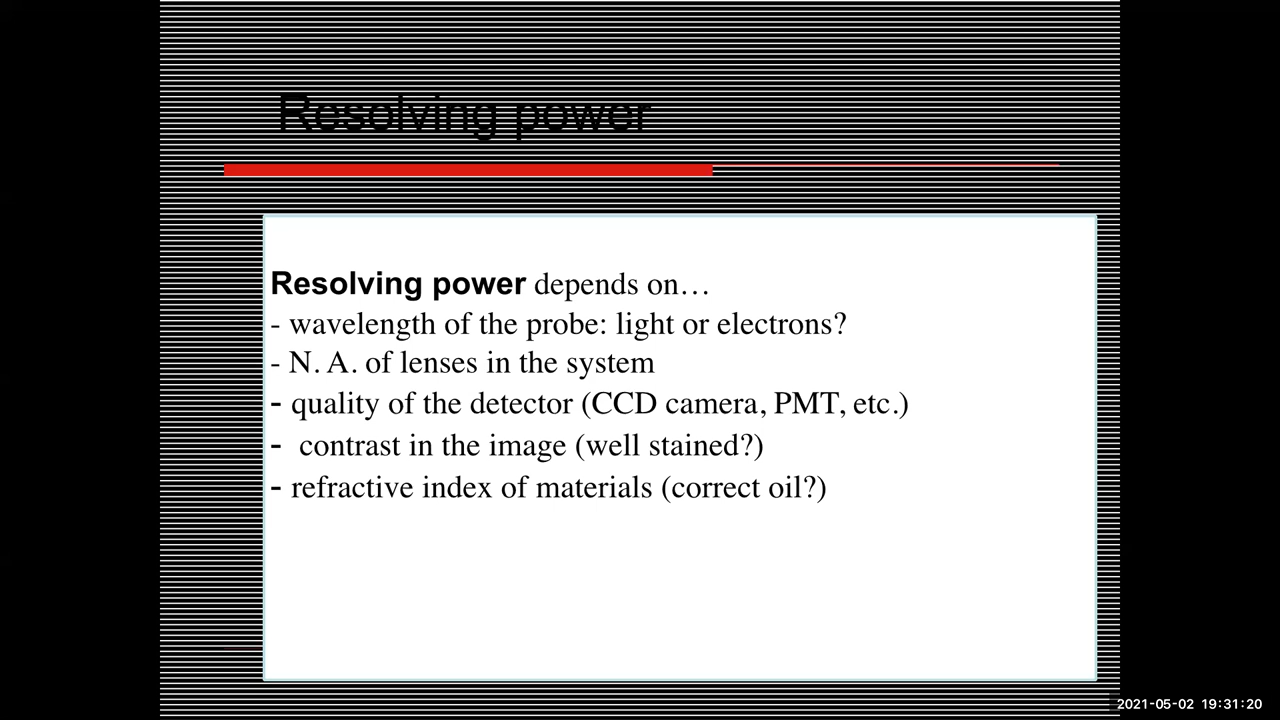 Resolving power
Resolving power depends on…
- wavelength of the probe: light or electrons?
- N. A. of lenses in the system
- quality of the detector (CCD camera, PMT, etc.)
- contrast in the image (well stained?)
- refractive index of materials (correct oil?)
2021-05-02 19:31:20